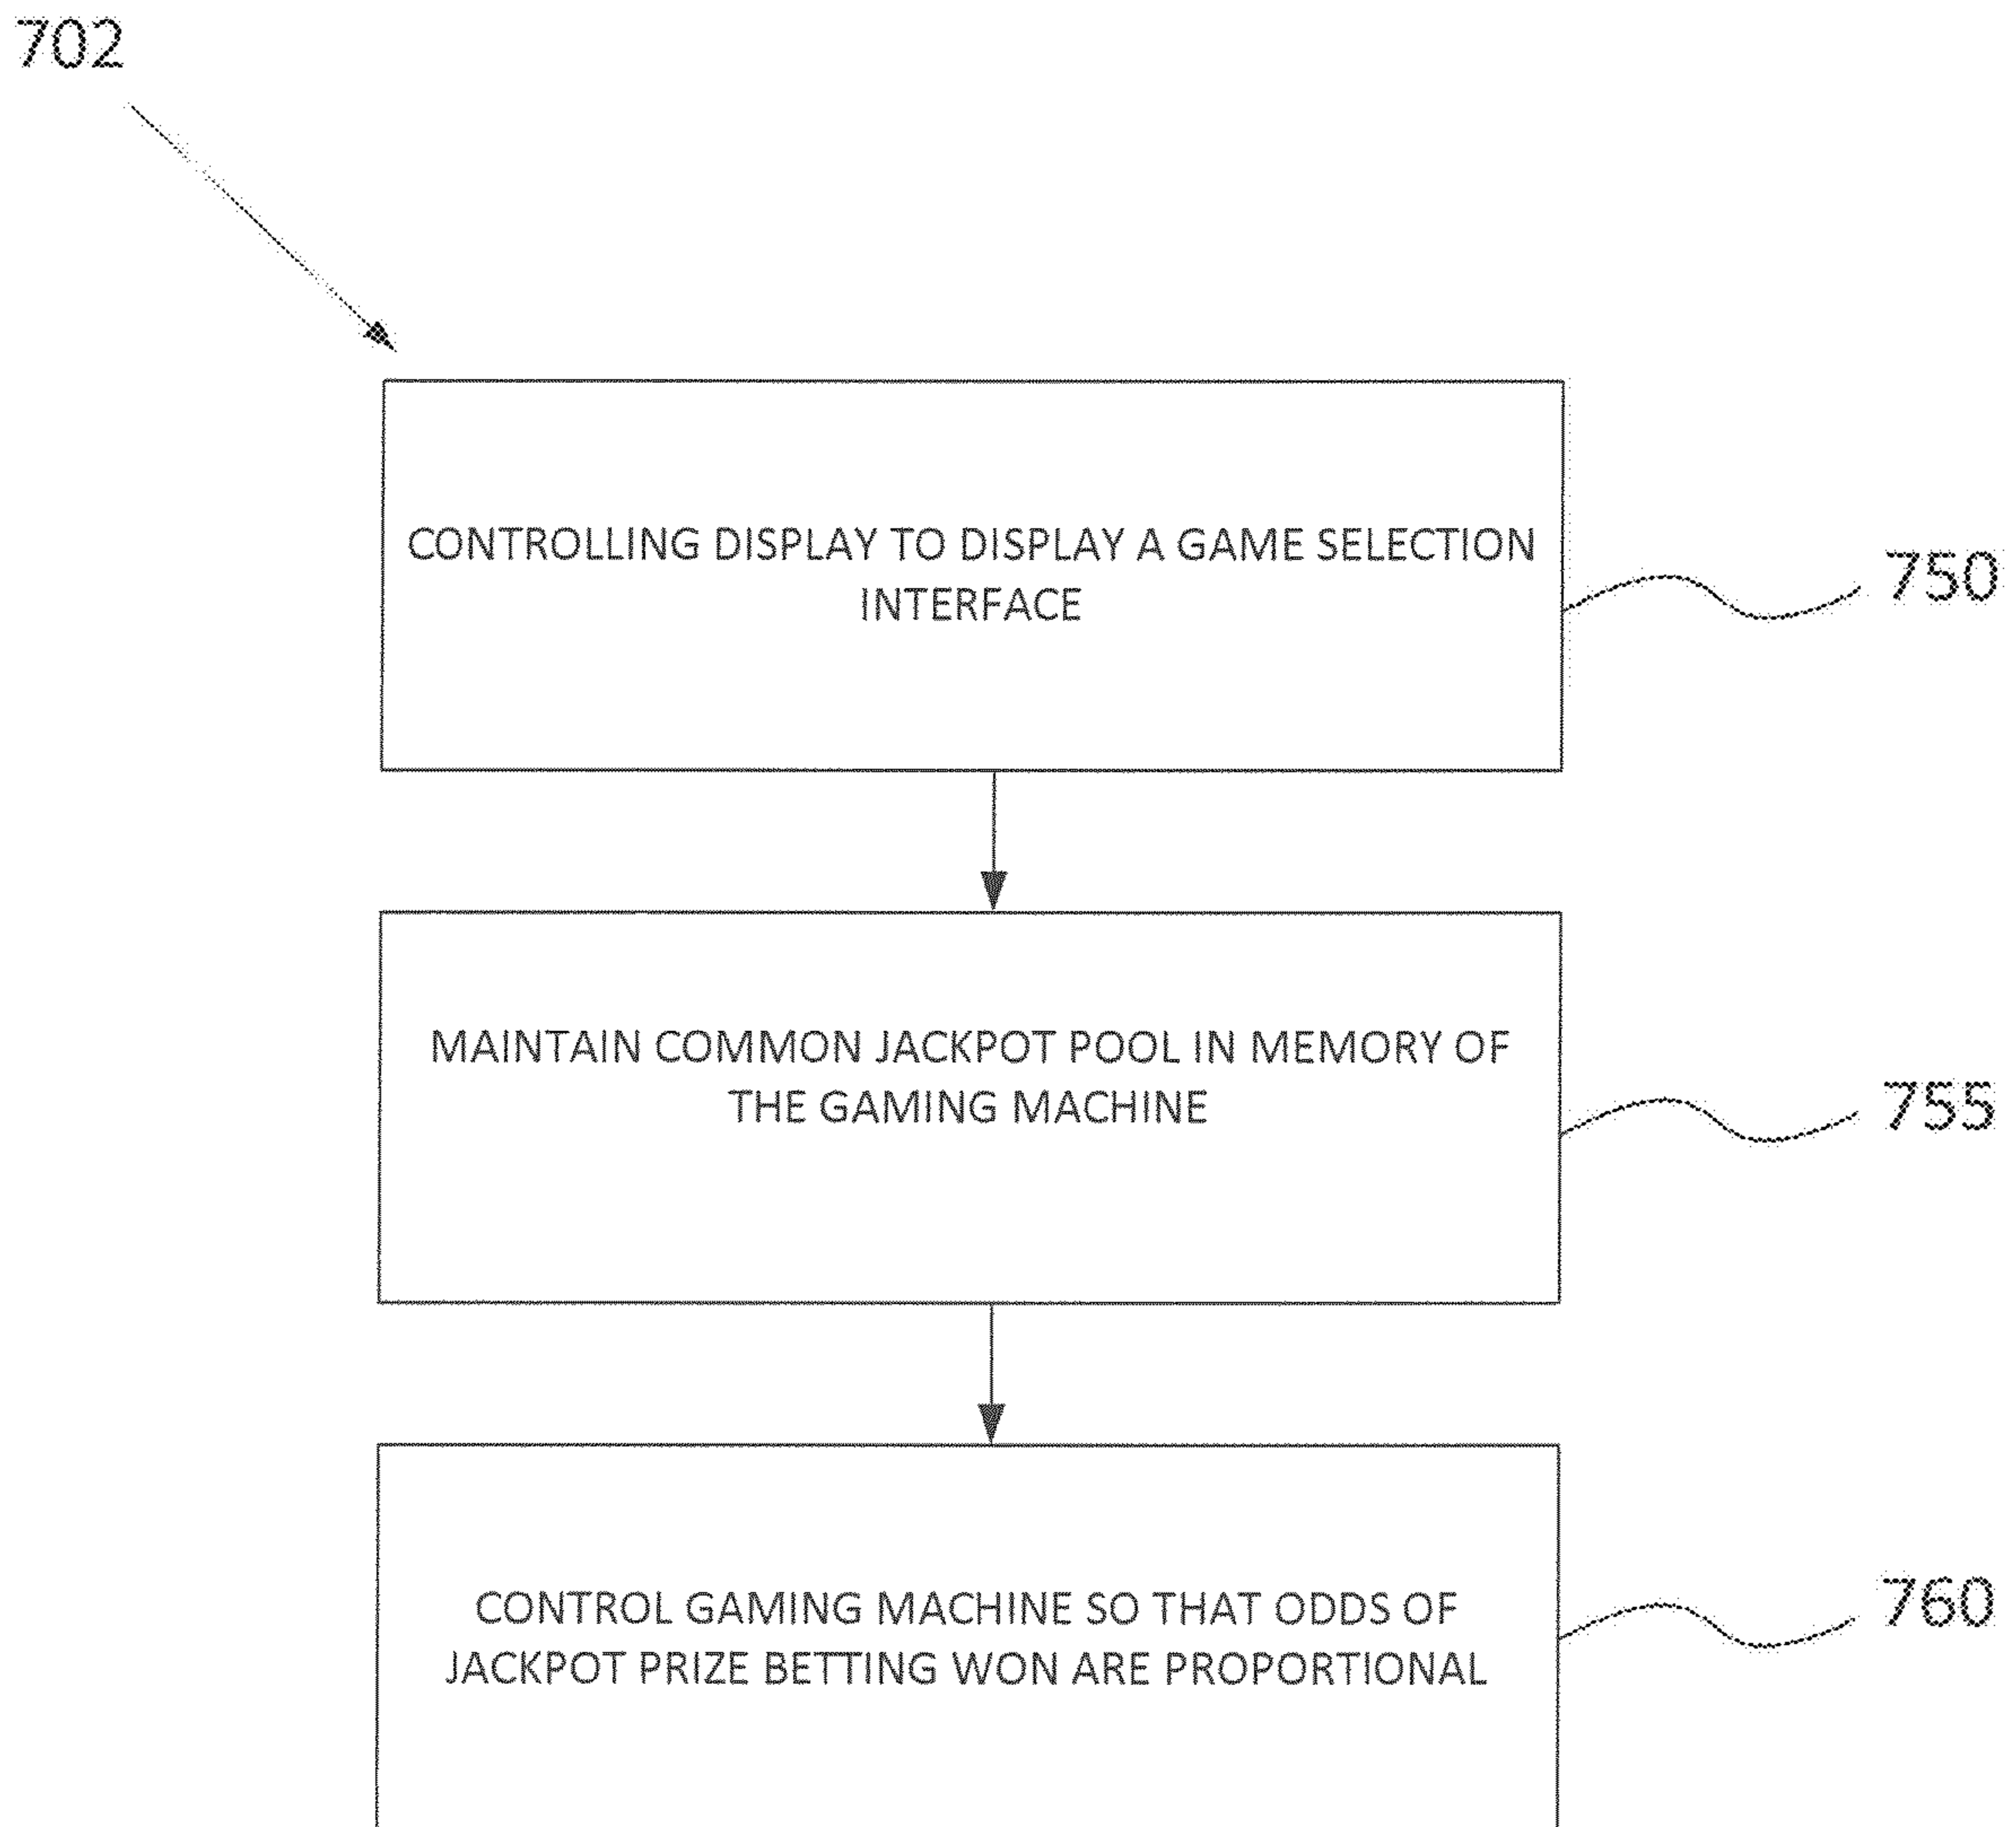 702
CONTROLLING DISPLAY TO DISPLAY A GAME SELECTION
INTERFACE
750
MAINTAIN COMMON JACKPOT POOL IN MEMORY OF
THE GAMING MACHINE
755
CONTROL GAMING MACHINE SO THAT ODDS OF
JACKPOT PRIZE BETTING WON ARE PROPORTIONAL
760